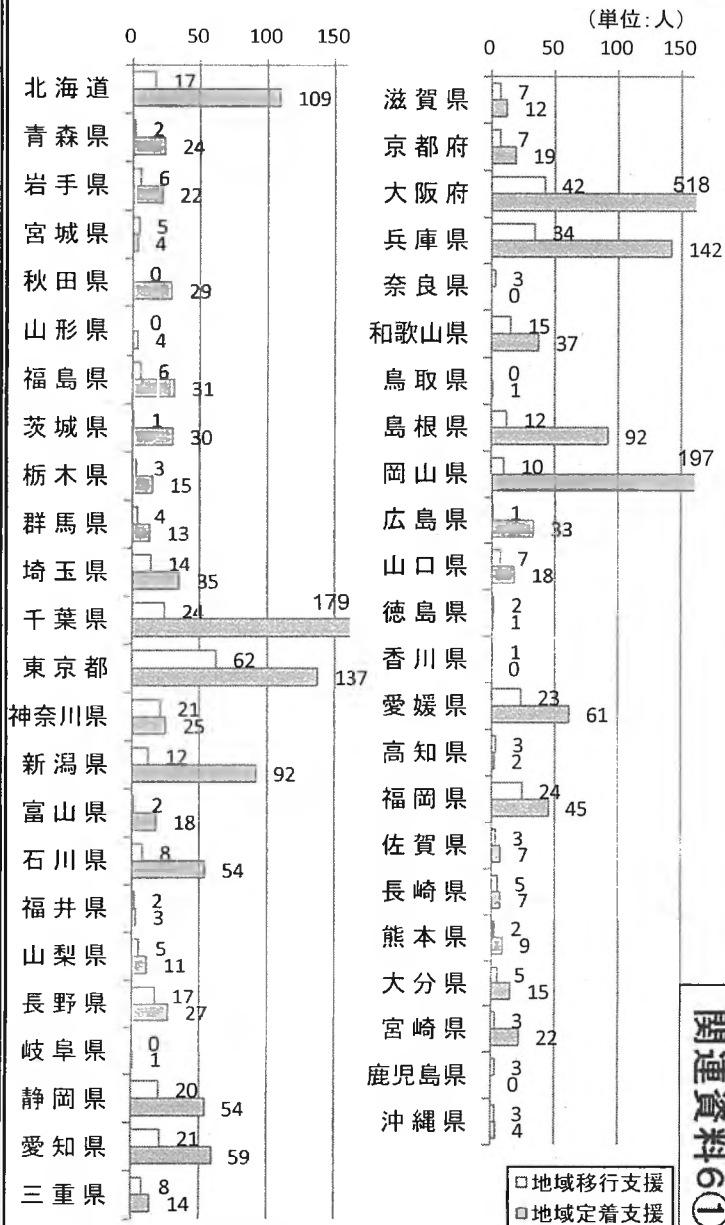 (単位:人)
0 50 100 150
北海道 17 109
青森県 2 24
岩手県 6 22
宮城県 5 4
秋田県 0 29
山形県 0 4
福島県 6 31
茨城県 1 30
栃木県 3 15
群馬県 4 13
埼玉県 14 35
千葉県 24 179
東京都 62 137
神奈川県 21 25
新潟県 12 92
富山県 2 18
石川県 8 54
福井県 2 3
山梨県 5 11
長野県 17 27
岐阜県 0 1
静岡県 20 54
愛知県 21 59
三重県 8 14
0 50 100 150
滋賀県 7 12
京都府 7 19
大阪府 42 518
兵庫県 34 142
奈良県 3 0
和歌山県 15 37
鳥取県 0 1
島根県 12 92
岡山県 10 197
広島県 1 33
山口県 7 18
徳島県 2 1
香川県 1 0
愛媛県 23 61
高知県 3 2
福岡県 24 45
佐賀県 3 7
長崎県 5 7
熊本県 2 9
大分県 5 15
宮崎県 3 22
鹿児島県 3 0
沖縄県 3 4
地域移行支援
地域定着支援
関連資料6①